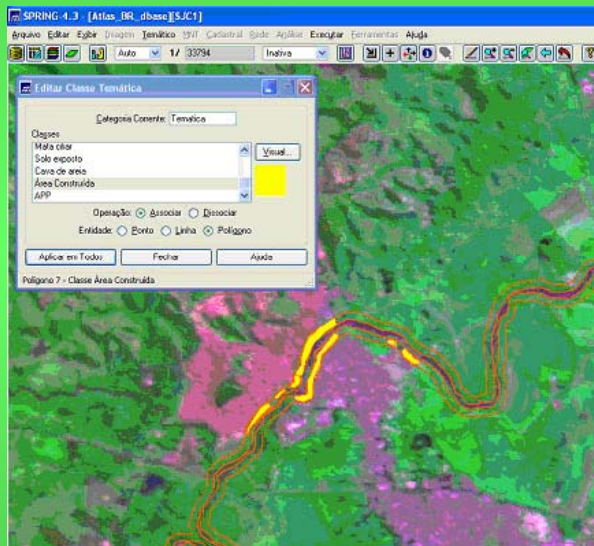 SPRING-4.3 - [Atlas_BR_dbase][SJC1]
Arquivo Editar Exibir Imagem Temático MNT Cadastral Rede Análise Executar Ferramentas Ajuda
Auto 1/ 33794 Inativa
Editar Classe Temática
Categoria Corrente: Tematica
Classes
Mata ciliar
Solo exposto
Cava de areia
Área Construída
APP
Visual...
Operação: Associar Dissociar
Entidade: Ponto Linha Polígono
Aplicar em Todos Fechar Ajuda
Polígono 7 - Classe Área Construída